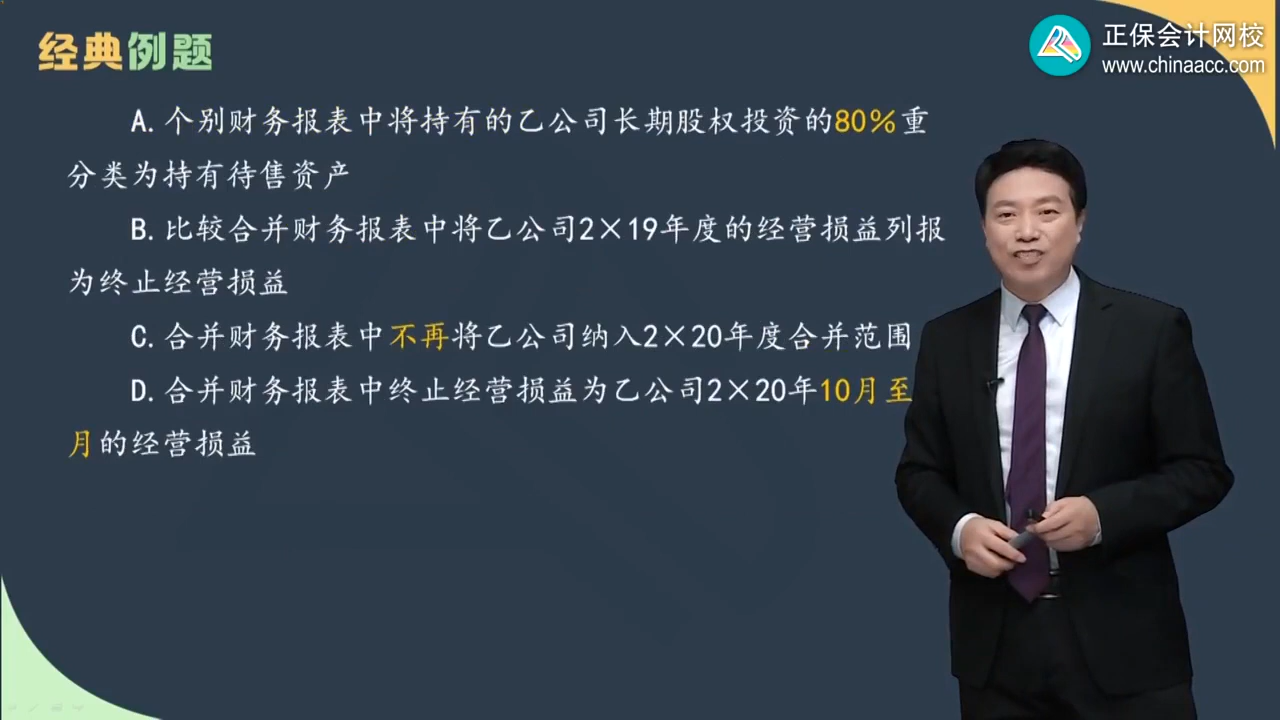 经典例题
正保会计网校
www.chinaacc.com
A. 个别财务报表中将持有的乙公司长期股权投资的80%重
分类为持有待售资产
B. 比较合并财务报表中将乙公司2×19年度的经营损益列报
为终止经营损益
C. 合并财务报表中不再将乙公司纳入2×20年度合并范围
D. 合并财务报表中终止经营损益为乙公司2×20年10月至
月的经营损益